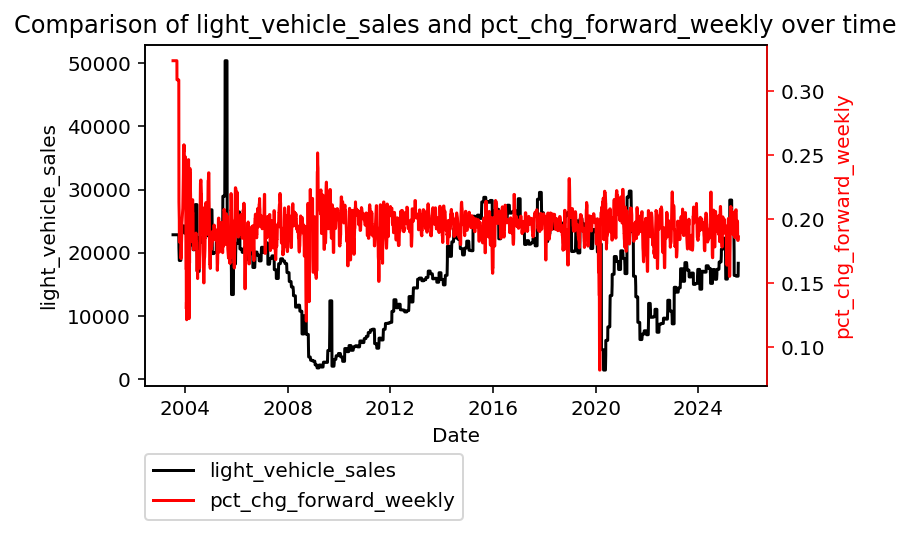 Comparison of light_vehicle_sales and pct_chg_forward_weekly over time
50000
40000
30000
20000
10000
0
light_vehicle_sales
0.30
0.25
0.20
0.15
0.10
pct_chg_forward_weekly
2004 2008 2012 2016 2020 2024
Date
light_vehicle_sales
pct_chg_forward_weekly